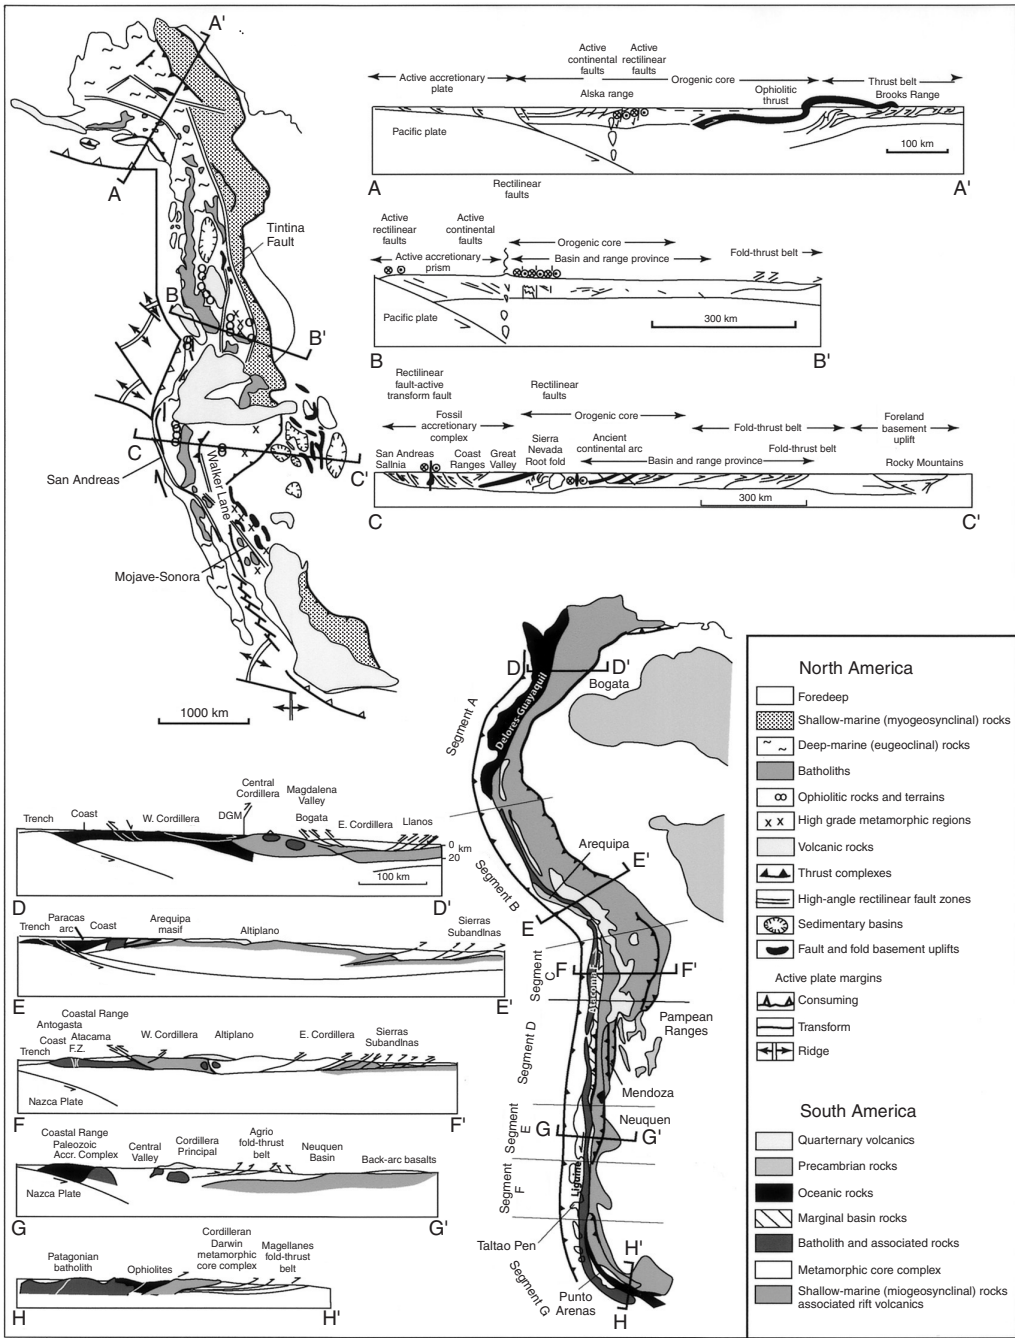 A'
A
Tintina
Fault
B
B'
C
C'
San Andreas
Walker Lane
Mojave-Sonora
1000 km
Active
continental
faults
Active
rectilinear
faults
Active accretionary
plate
Orogenic core
Thrust belt
Alska range
Ophiolitic
thrust
Brooks Range
Pacific plate
100 km
A
A'
Rectilinear
faults
Active
rectilinear
faults
Active
continental
faults
Orogenic core
Active accretionary
prism
Basin and range province
Fold-thrust belt
Pacific plate
300 km
B
B'
Rectilinear
fault-active
transform fault
Rectilinear
faults
Fossil
accretionary
complex
Orogenic core
Fold-thrust belt
Foreland
basement
uplift
San Andreas
Sallnia
Coast
Ranges
Great
Valley
Sierra
Nevada
Root fold
Ancient
continental arc
Basin and range province
Fold-thrust belt
Rocky Mountains
300 km
C
C'
D
D'
Bogata
Delores-Guayaquil
Segment A
Arequipa
E'
Segment B
E
Segment
C
F
F'
Atacama F.
Pampean
Ranges
Segment D
Mendoza
Neuquen
Segment
E
G
G'
Segment
F
Liquine
Taltao Pen
H'
Segment G
Punto
Arenas
H
Trench
Coast
W. Cordillera
DGM
Central
Cordillera
Magdalena
Valley
Bogata
E. Cordillera
Llanos
0
km
20
100 km
D
D'
Trench
Paracas
arc
Coast
Arequipa
masif
Altiplano
Sierras
Subandlnas
E
E'
Coastal Range
Antogasta
Coast
Atacama
F.Z.
Trench
W. Cordillera
Altiplano
E. Cordillera
Sierras
Subandlnas
Nazca Plate
F
F'
Coastal Range
Paleozoic
Accr. Complex
Central
Valley
Cordillera
Principal
Agrio
fold-thrust
belt
Neuquen
Basin
Back-arc basalts
Nazca Plate
G
G'
Patagonian
batholith
Ophiolites
Cordilleran
Darwin
metamorphic
core complex
Magellanes
fold-thrust
belt
H
H'
North America
Foredeep
Shallow-marine (myogeosynclinal) rocks
Deep-marine (eugeoclinal) rocks
Batholiths
Ophiolitic rocks and terrains
x x High grade metamorphic regions
Volcanic rocks
Thrust complexes
High-angle rectilinear fault zones
Sedimentary basins
Fault and fold basement uplifts
Active plate margins
Consuming
Transform
Ridge
South America
Quaternary volcanics
Precambrian rocks
Oceanic rocks
Marginal basin rocks
Batholith and associated rocks
Metamorphic core complex
Shallow-marine (miogeosynclinal) rocks
associated rift volcanics